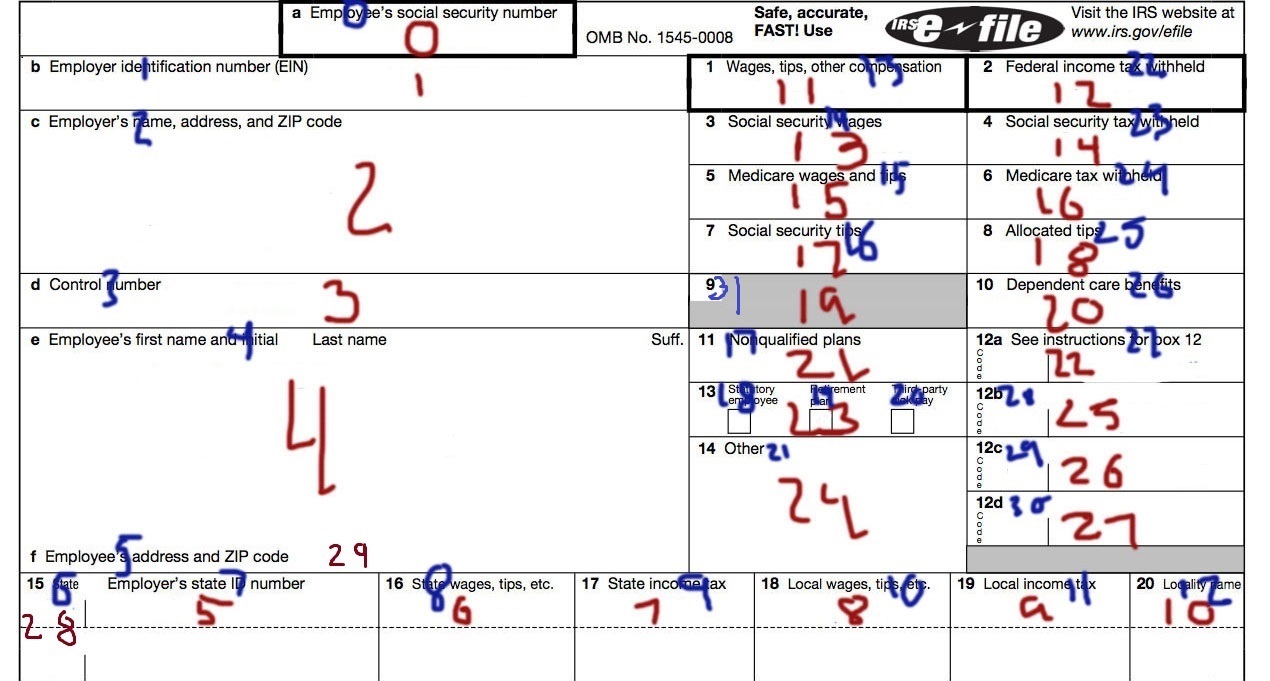 a Employee's social security number 0
0
OMB No. 1545-0008
Safe, accurate,
FAST! Use
IRS e file
Visit the IRS website at
www.irs.gov/efile
b Employer identification number (EIN) 1
1
1 Wages, tips, other compensation 13
11
2 Federal income tax withheld 22
12
c Employer's name, address, and ZIP code 2
2
3 Social security wages 14
13
4 Social security tax withheld 23
14
5 Medicare wages and tips 15
15
6 Medicare tax withheld 24
16
7 Social security tips 16
17
8 Allocated tips 25
18
d Control number 3
3
9 31
19
10 Dependent care benefits 26
20
e Employee's first name and initial 4 Last name Suff.
4
11 Nonqualified plans 17
21
12a See instructions for box 12 27
Code
22
13 Statutory employee 18 Retirement plan 19 Third-party sick pay 20
23
12b 28
Code
25
14 Other 21
24
12c 29
Code
26
12d 30
Code
27
f Employee's address and ZIP code 5
29
15 State 6 Employer's state ID number 7
28 5
16 State wages, tips, etc. 8
6
17 State income tax 9
7
18 Local wages, tips, etc. 10
8
19 Local income tax 11
9
20 Locality name 12
10